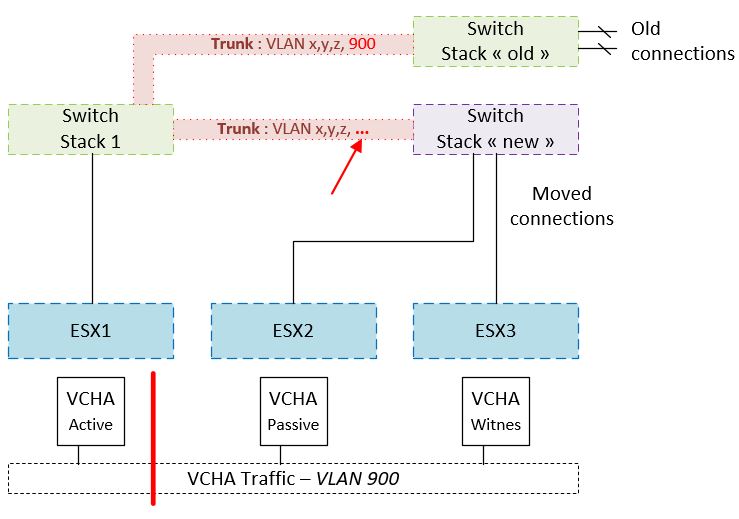 Trunk : VLAN x,y,z, 900
Switch
Stack « old »
Old
connections
Switch
Stack 1
Trunk : VLAN x,y,z, ...
Switch
Stack « new »
Moved
connections
ESX1
ESX2
ESX3
VCHA
Active
VCHA
Passive
VCHA
Witnes
VCHA Traffic – VLAN 900